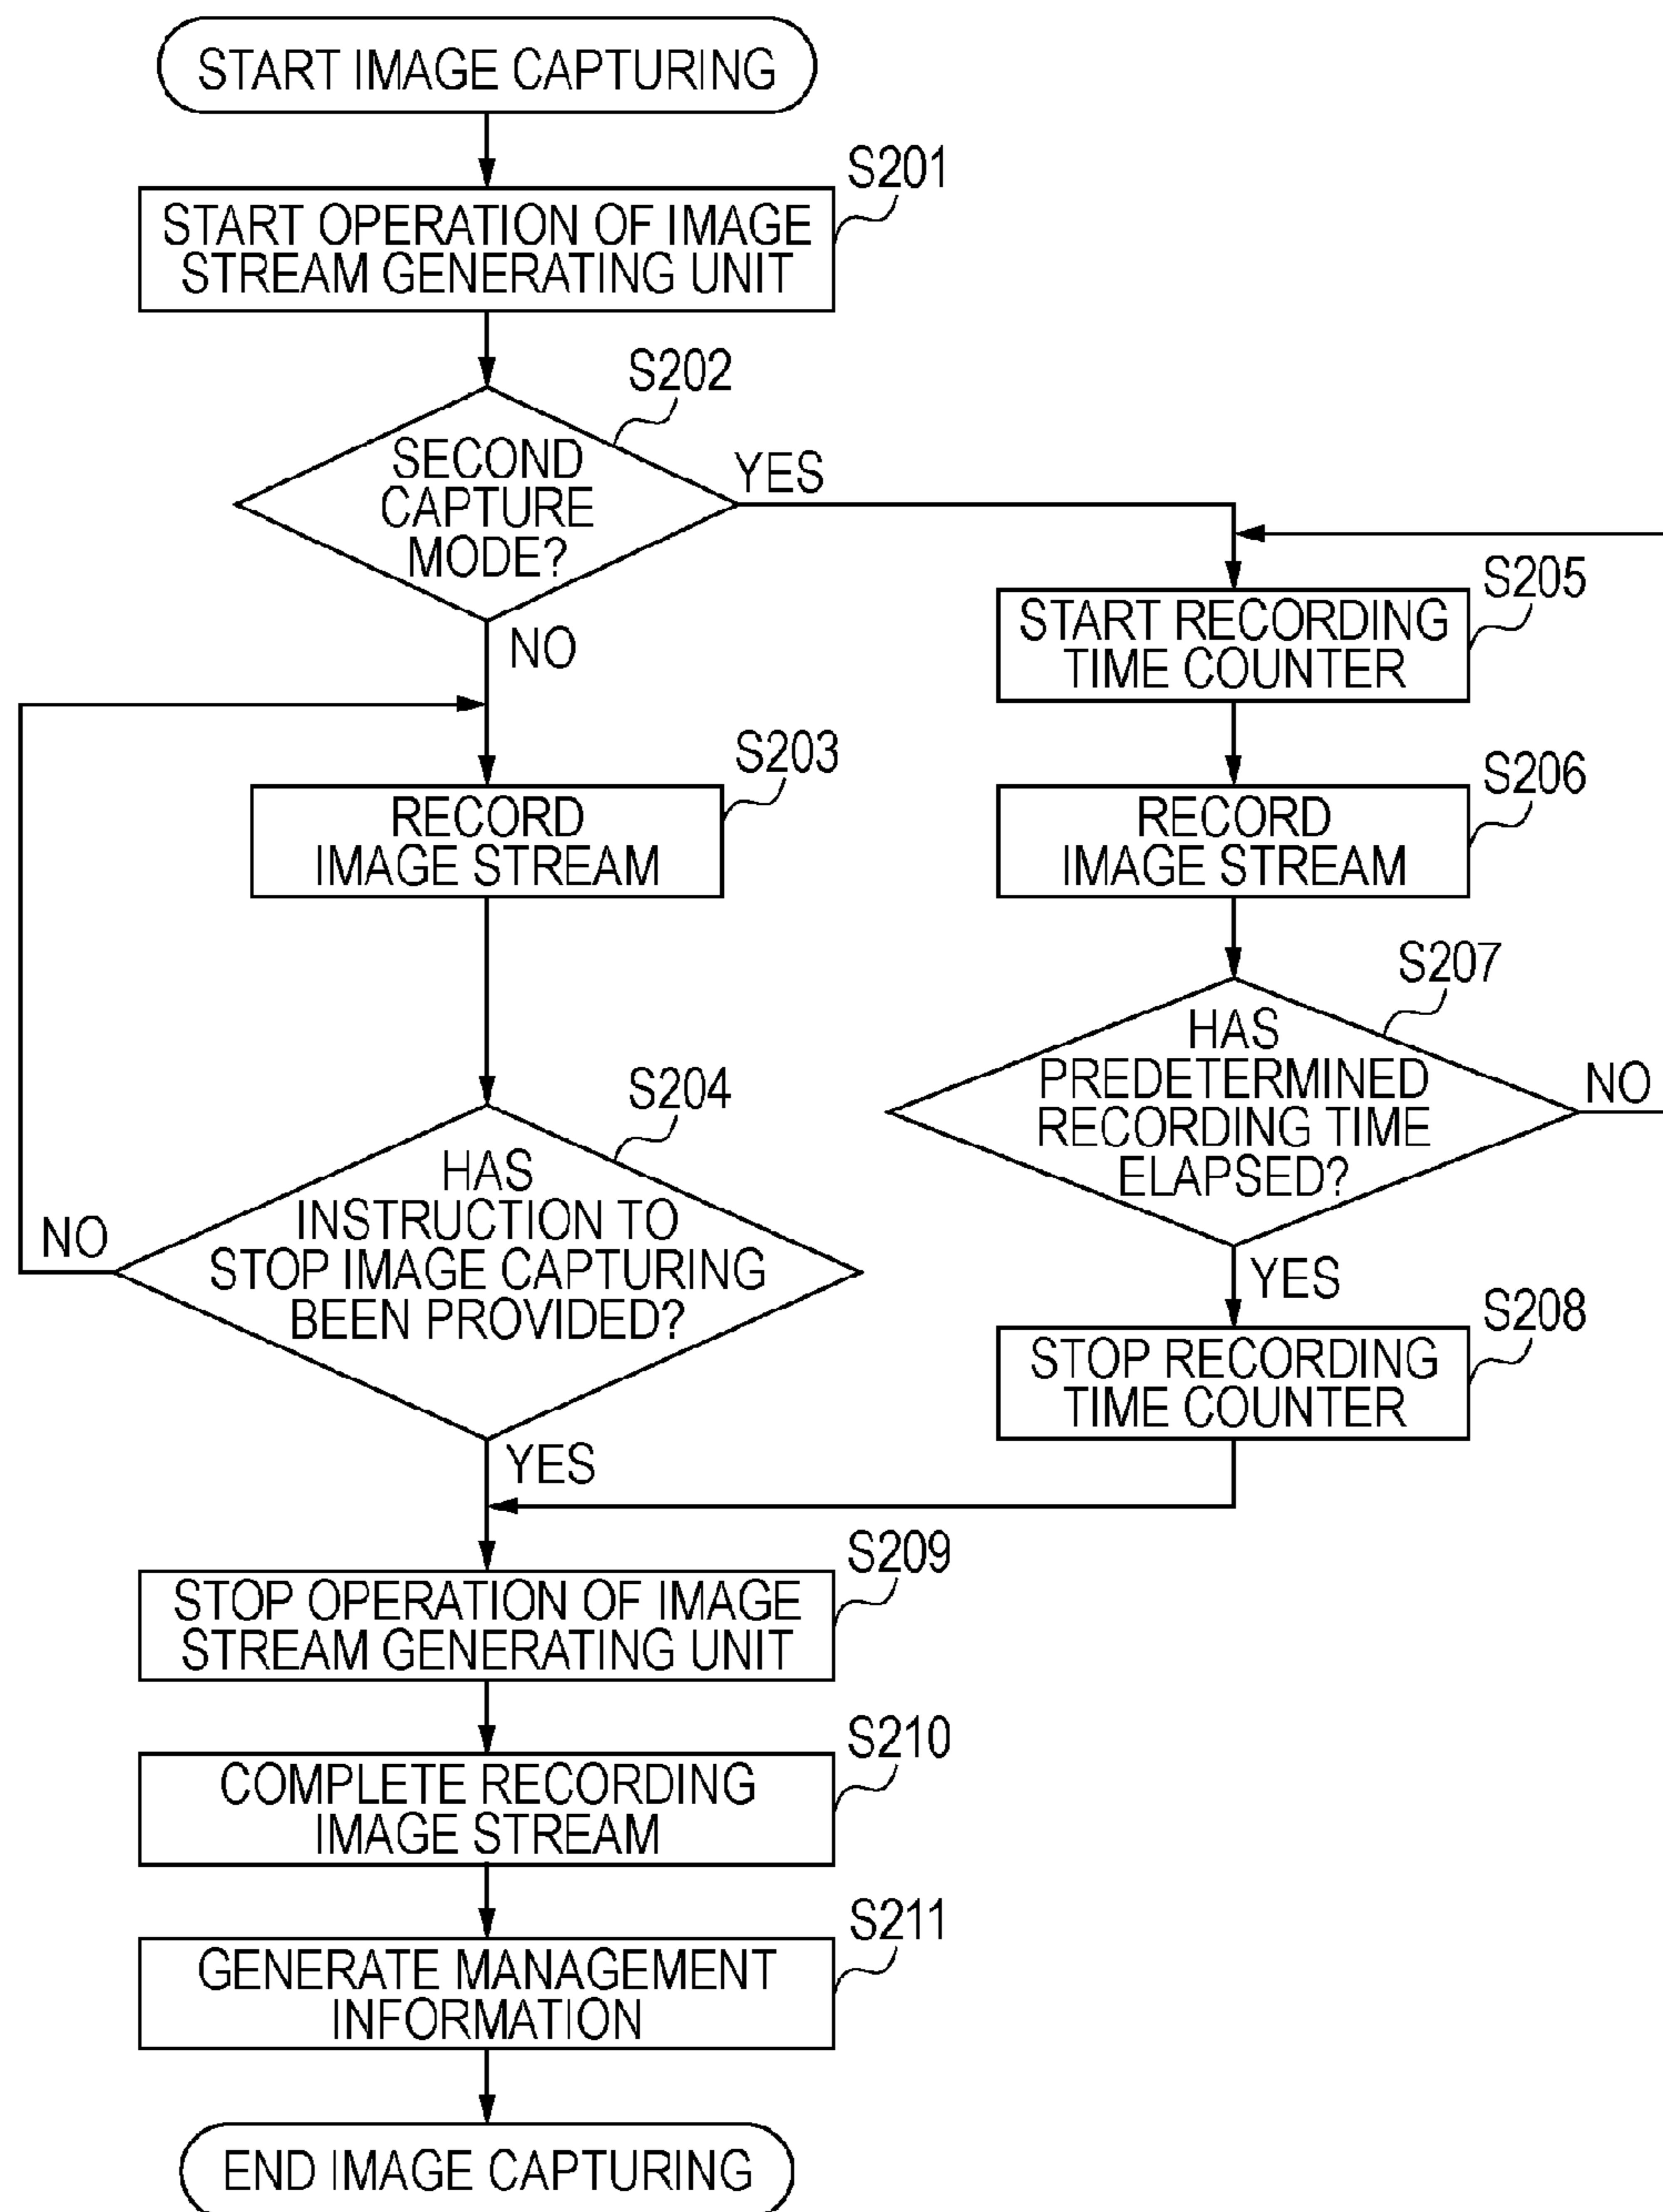 START IMAGE CAPTURING
S201
START OPERATION OF IMAGE
STREAM GENERATING UNIT
S202
SECOND
CAPTURE
MODE?
YES
NO
S203
RECORD
IMAGE STREAM
S204
HAS
INSTRUCTION TO
STOP IMAGE CAPTURING
BEEN PROVIDED?
NO
YES
S205
START RECORDING
TIME COUNTER
S206
RECORD
IMAGE STREAM
S207
HAS
PREDETERMINED
RECORDING TIME
ELAPSED?
NO
YES
S208
STOP RECORDING
TIME COUNTER
S209
STOP OPERATION OF IMAGE
STREAM GENERATING UNIT
S210
COMPLETE RECORDING
IMAGE STREAM
S211
GENERATE MANAGEMENT
INFORMATION
END IMAGE CAPTURING